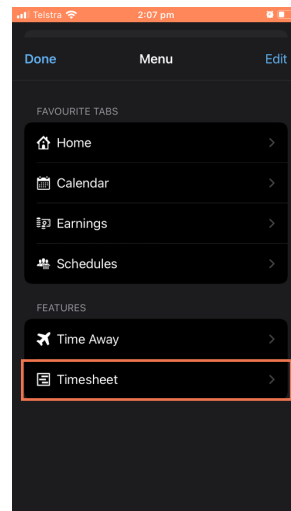 Telstra 2:07 pm
Done Menu Edit
FAVOURITE TABS
Home
Calendar
Earnings
Schedules
FEATURES
Time Away
Timesheet